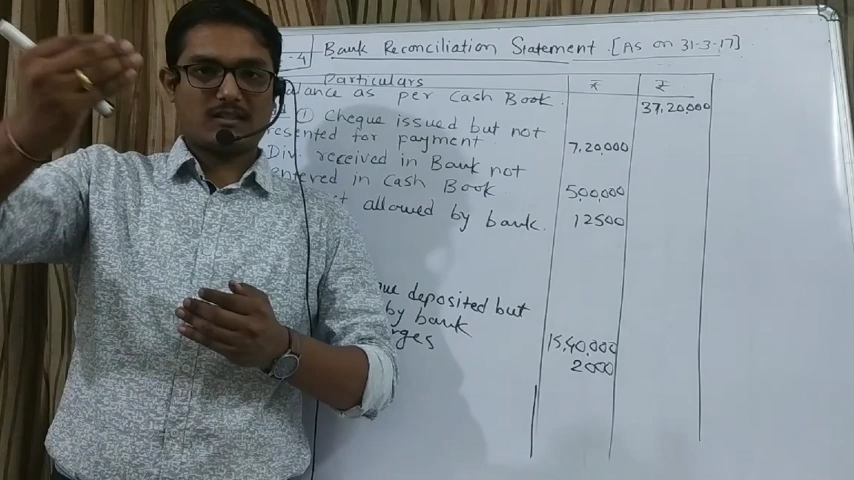 -4 Bank Reconciliation Statement [As on 31-3-17]
Particulars ₹ ₹
alance as per Cash Book. 37,20,000
① Cheque issued but not
resented for payment 7,20,000
Div. received in Bank not
entered in Cash Book 5,00,000
t allowed by bank. 12500
ue deposited but
by bank 15,40,000
rges 2000